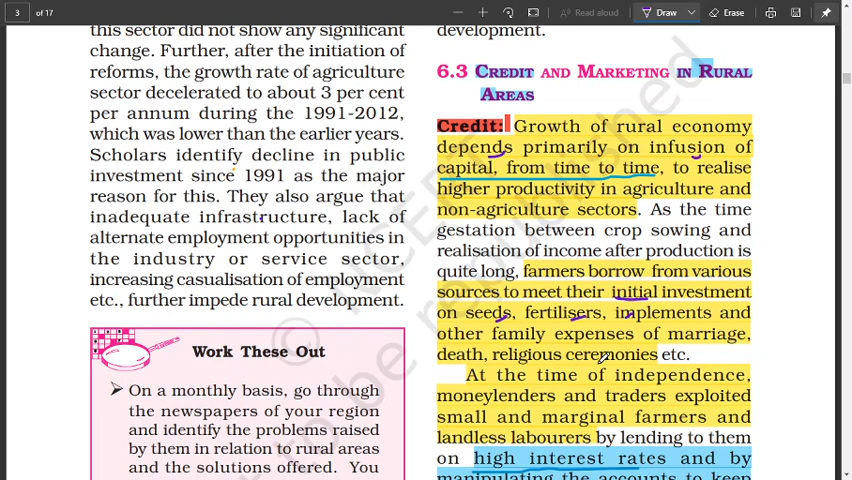 3 of 17
Read aloud
Draw
Erase
this sector did not show any significant
change. Further, after the initiation of
reforms, the growth rate of agriculture
sector decelerated to about 3 per cent
per annum during the 1991-2012,
which was lower than the earlier years.
Scholars identify decline in public
investment since 1991 as the major
reason for this. They also argue that
inadequate infrastructure, lack of
alternate employment opportunities in
the industry or service sector,
increasing casualisation of employment
etc., further impede rural development.
Work These Out
➢ On a monthly basis, go through
the newspapers of your region
and identify the problems raised
by them in relation to rural areas
and the solutions offered. You
development.
6.3 CREDIT AND MARKETING IN RURAL
AREAS
Credit: Growth of rural economy
depends primarily on infusion of
capital, from time to time, to realise
higher productivity in agriculture and
non-agriculture sectors. As the time
gestation between crop sowing and
realisation of income after production is
quite long, farmers borrow from various
sources to meet their initial investment
on seeds, fertilisers, implements and
other family expenses of marriage,
death, religious ceremonies etc.
At the time of independence,
moneylenders and traders exploited
small and marginal farmers and
landless labourers by lending to them
on high interest rates and by
manipulating the accounts to keep